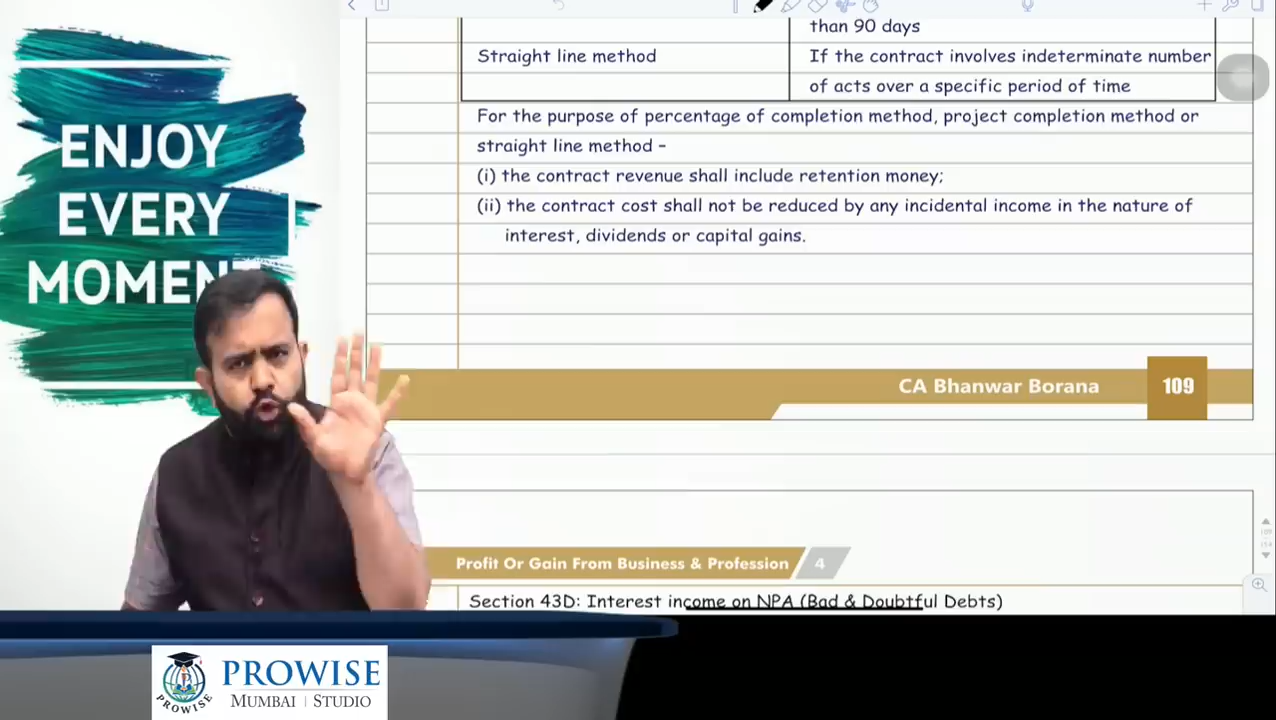 ENJOY
EVERY
MOMENT
than 90 days
Straight line method
If the contract involves indeterminate number
of acts over a specific period of time
For the purpose of percentage of completion method, project completion method or
straight line method –
(i) the contract revenue shall include retention money;
(ii) the contract cost shall not be reduced by any incidental income in the nature of
interest, dividends or capital gains.
CA Bhanwar Borana
109
Profit Or Gain From Business & Profession
4
Section 43D: Interest income on NPA (Bad & Doubtful Debts)
PROWISE
PROWISE
MUMBAI | STUDIO